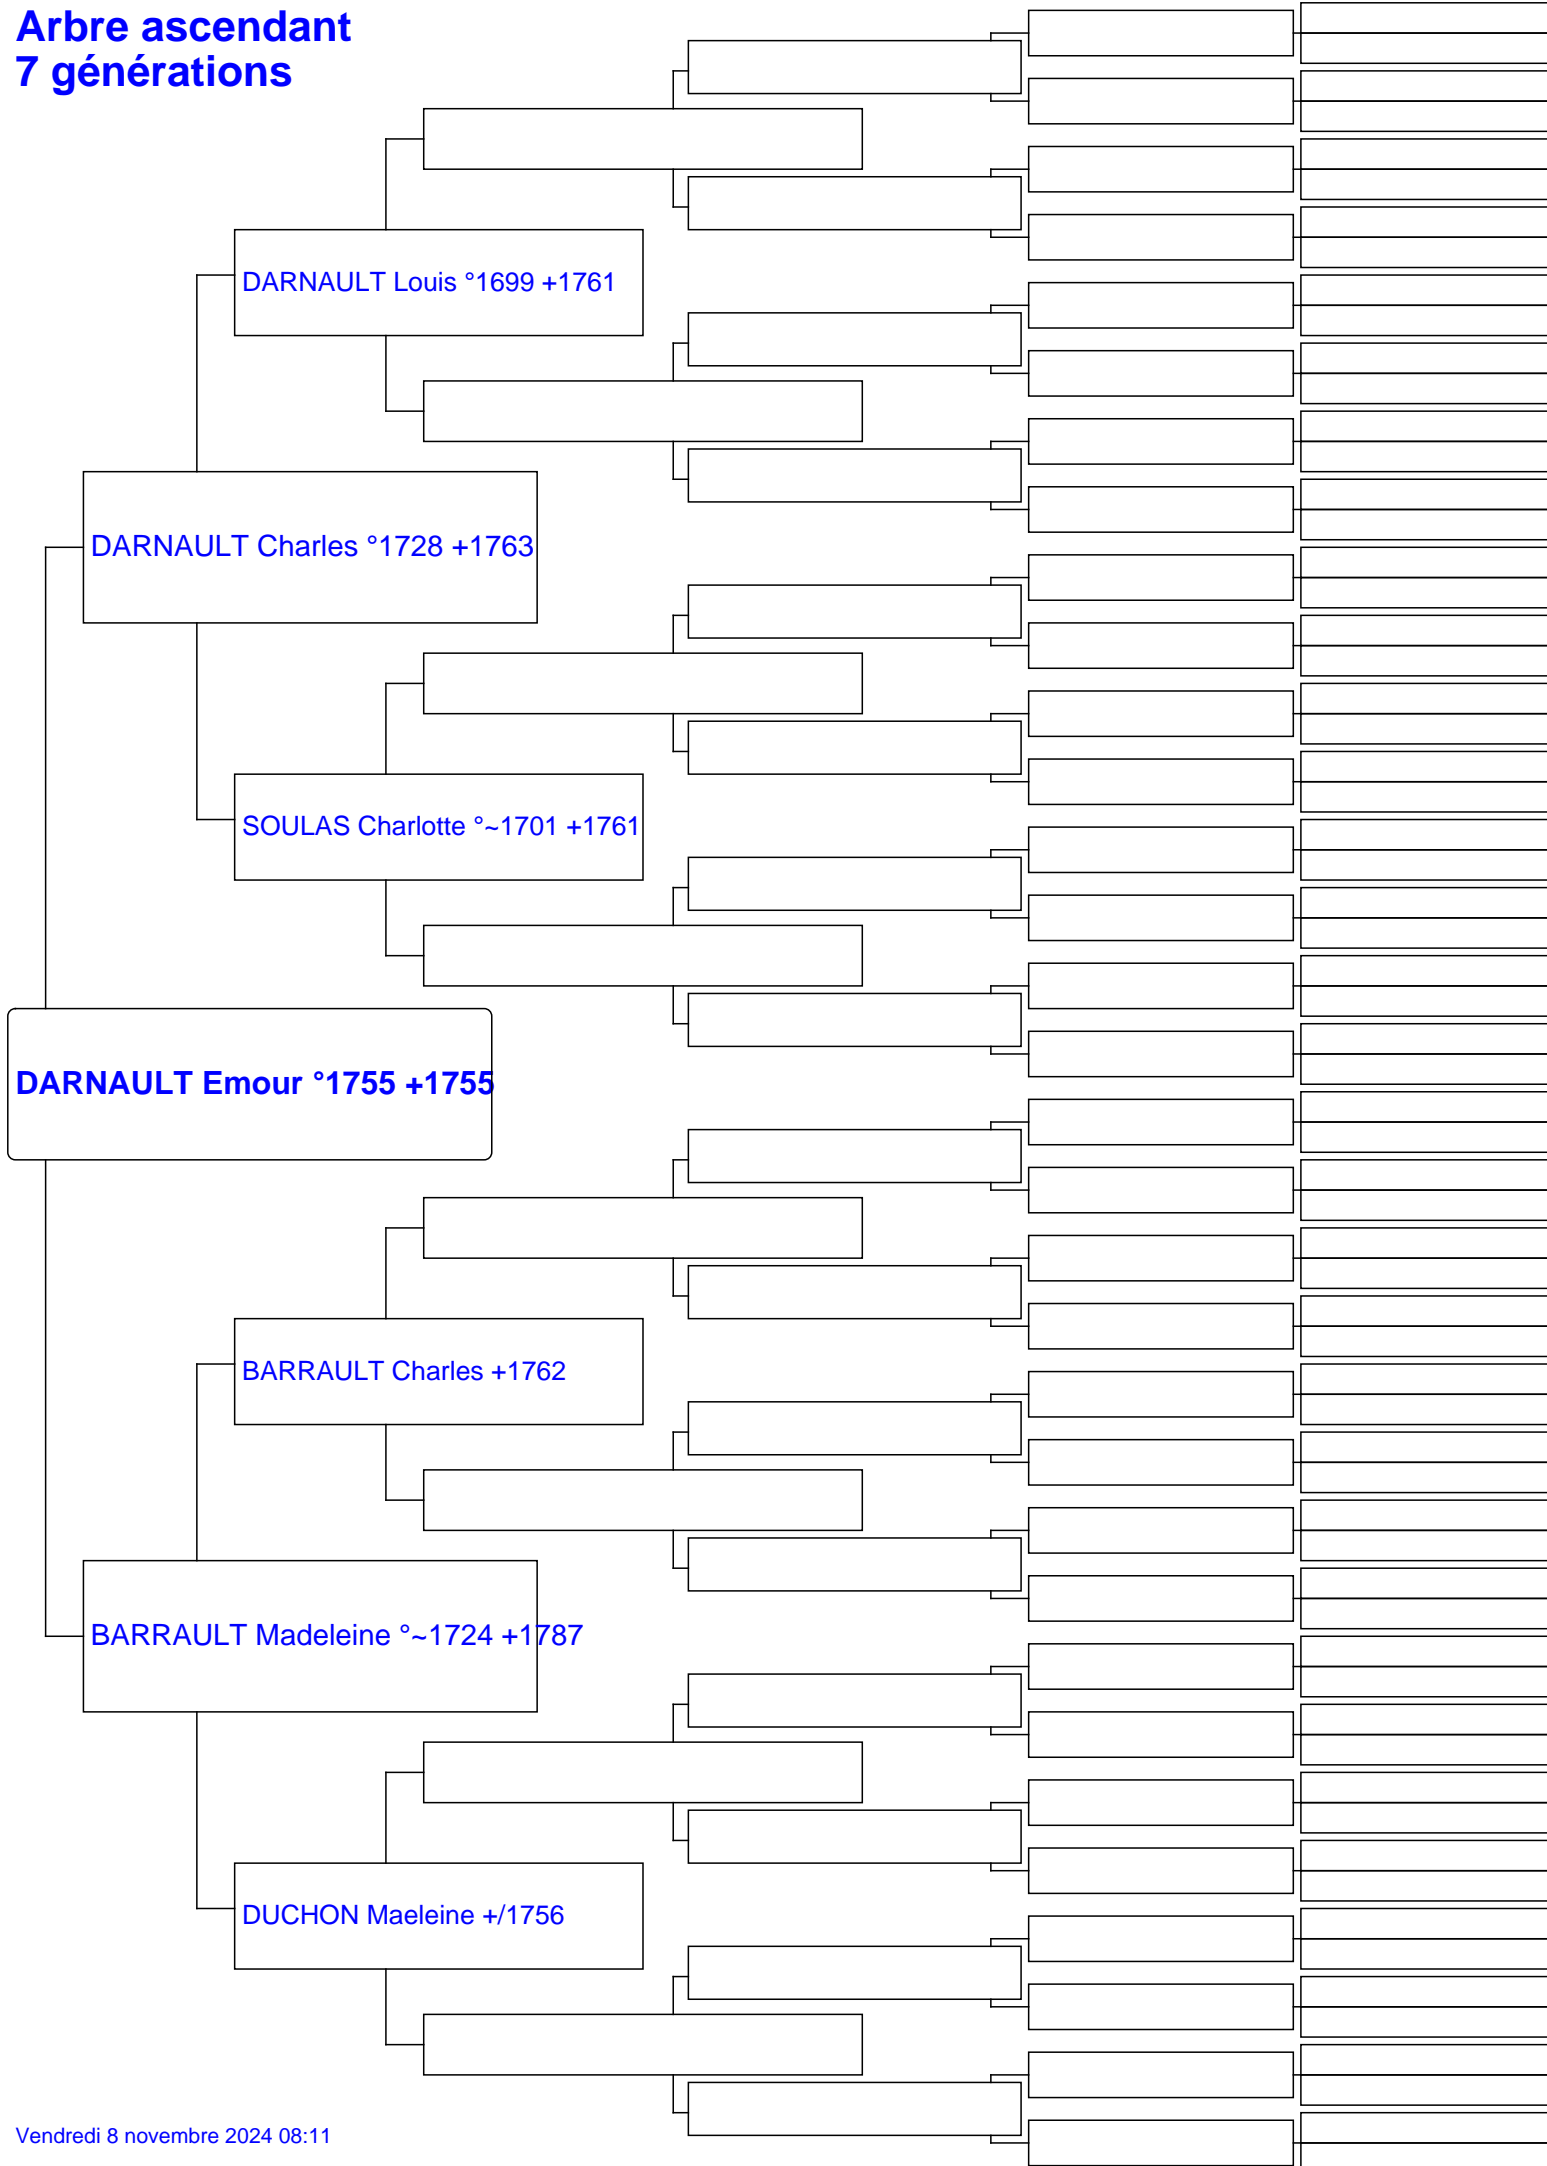 Arbre ascendant
7 générations
DARNAULT Louis °1699 +1761
DARNAULT Charles °1728 +1763
SOULAS Charlotte °~1701 +1761
DARNAULT Emour °1755 +1755
BARRAULT Charles +1762
BARRAULT Madeleine °~1724 +1787
DUCHON Maeleine +/1756
Vendredi 8 novembre 2024 08:11